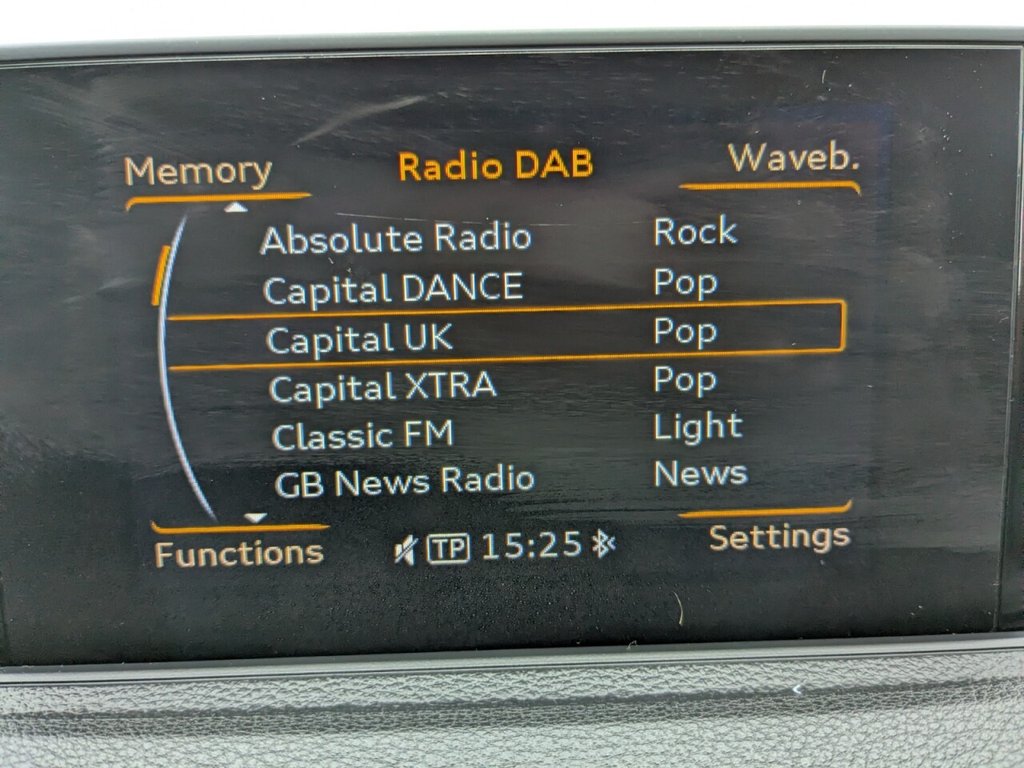 Memory Radio DAB Waveb.
Absolute Radio Rock
Capital DANCE Pop
Capital UK Pop
Capital XTRA Pop
Classic FM Light
GB News Radio News
Functions TP 15:25 Settings